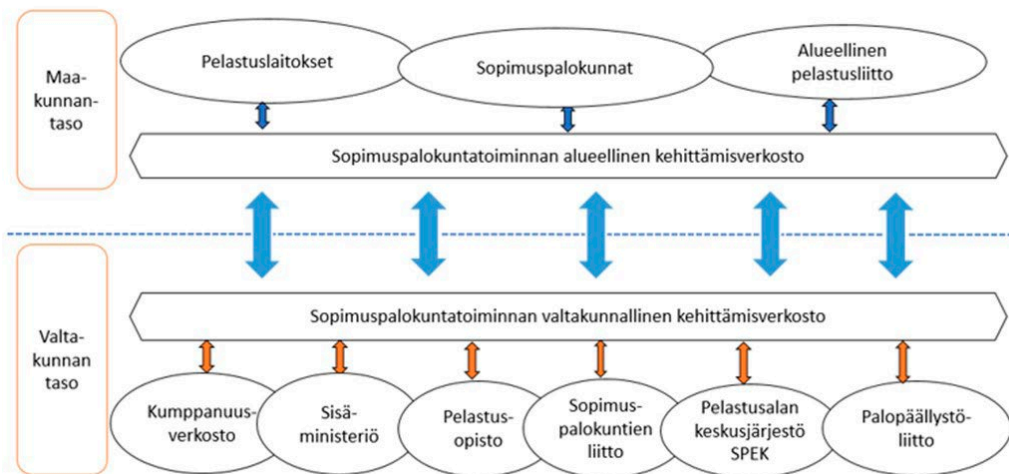 Maa-
kunnan-
taso
Pelastuslaitokset
Sopimuspalokunnat
Alueellinen
pelastusliitto
Sopimuspalokuntatoiminnan alueellinen kehittämisverkosto
Valta-
kunnan
taso
Sopimuspalokuntatoiminnan valtakunnallinen kehittämisverkosto
Kumppanuus-
verkosto
Sisä-
ministeriö
Pelastus-
opisto
Sopimus-
palokuntien
liitto
Pelastusalan
keskusjärjestö
SPEK
Palopäällystö-
liitto